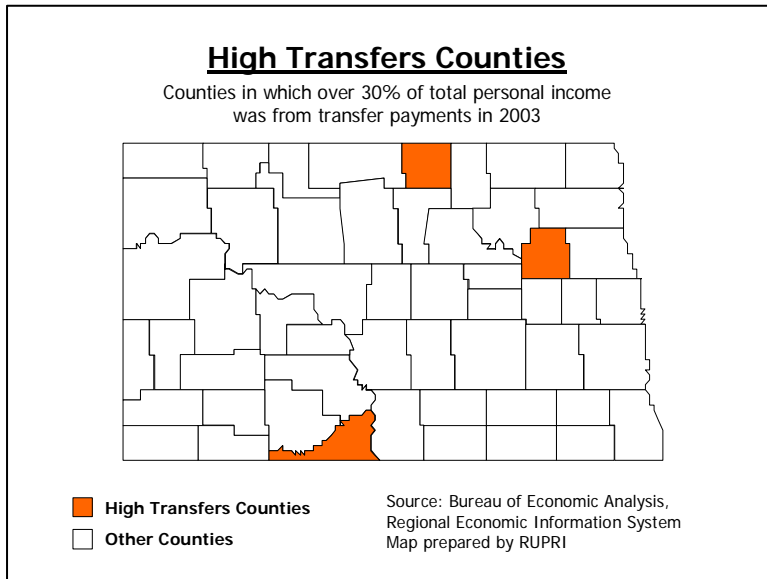 High Transfers Counties
Counties in which over 30% of total personal income
was from transfer payments in 2003
High Transfers Counties
Other Counties
Source: Bureau of Economic Analysis,
Regional Economic Information System
Map prepared by RUPRI